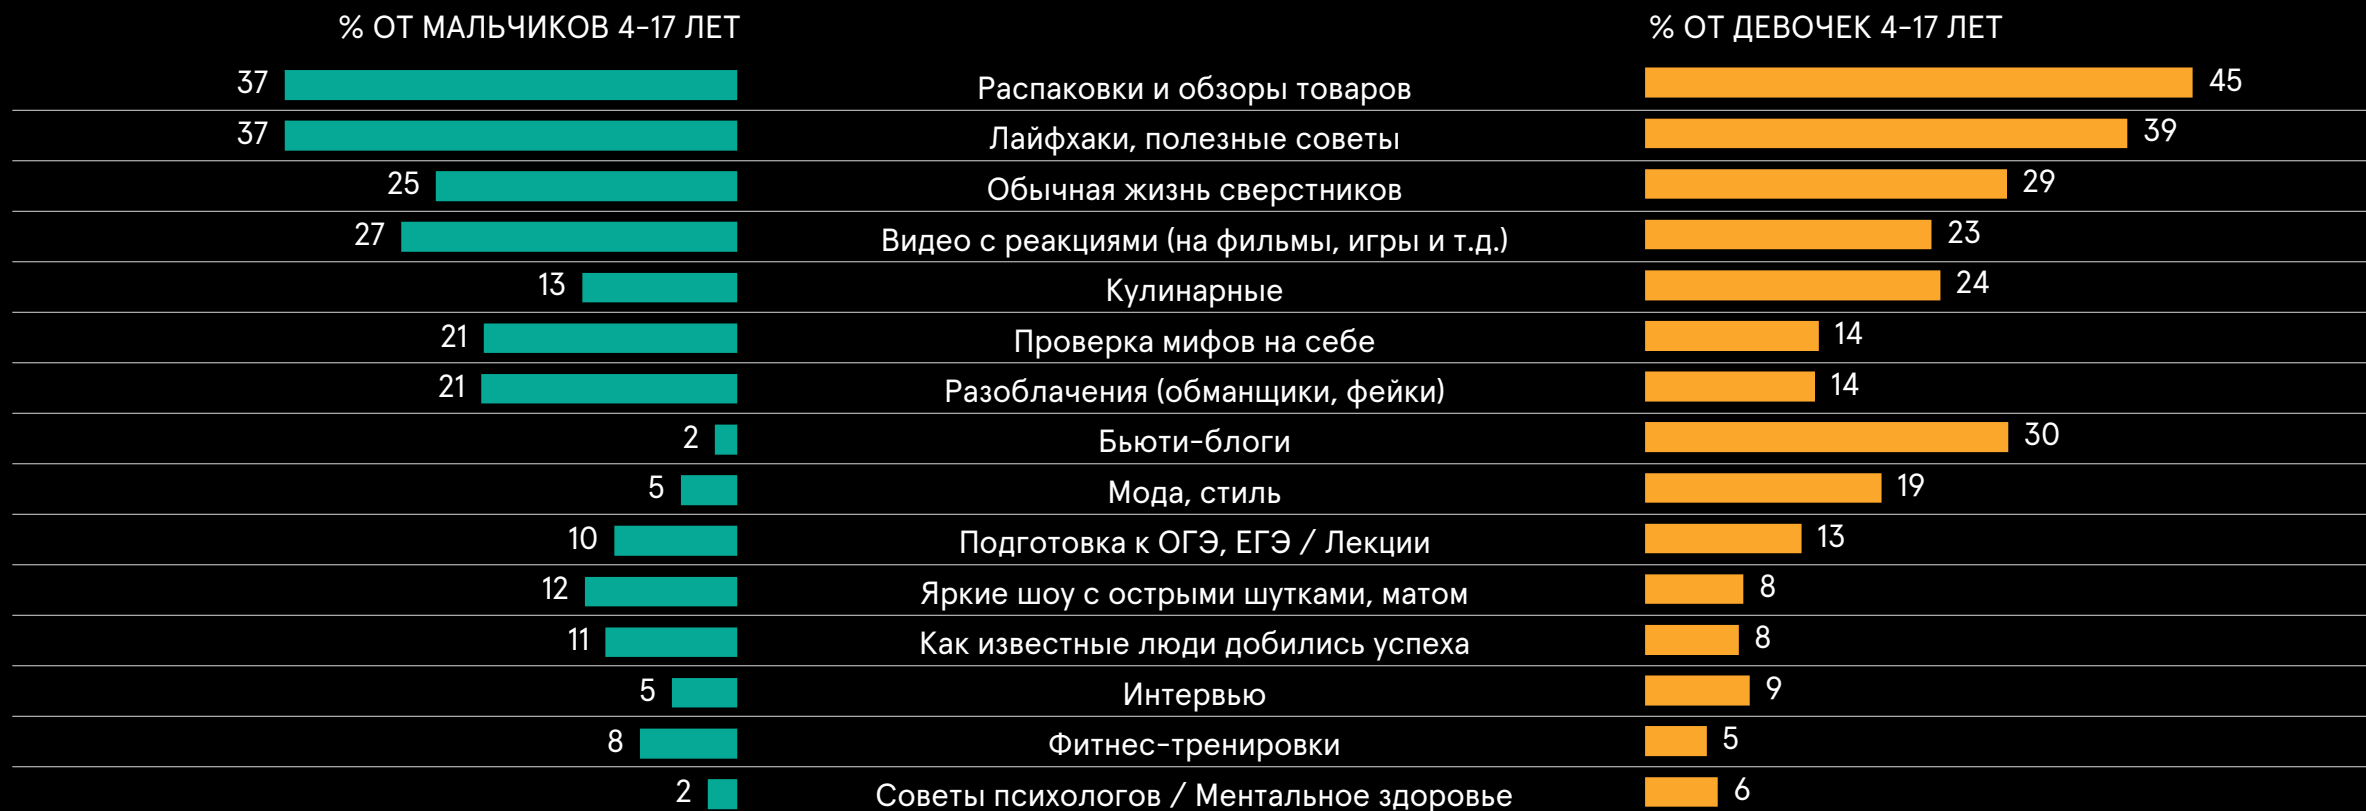 % ОТ МАЛЬЧИКОВ 4-17 ЛЕТ % ОТ ДЕВОЧЕК 4-17 ЛЕТ
37 Распаковки и обзоры товаров 45
37 Лайфхаки, полезные советы 39
25 Обычная жизнь сверстников 29
27 Видео с реакциями (на фильмы, игры и т.д.) 23
13 Кулинарные 24
21 Проверка мифов на себе 14
21 Разоблачения (обманщики, фейки) 14
2 Бьюти-блоги 30
5 Мода, стиль 19
10 Подготовка к ОГЭ, ЕГЭ / Лекции 13
12 Яркие шоу с острыми шутками, матом 8
11 Как известные люди добились успеха 8
5 Интервью 9
8 Фитнес-тренировки 5
2 Советы психологов / Ментальное здоровье 6